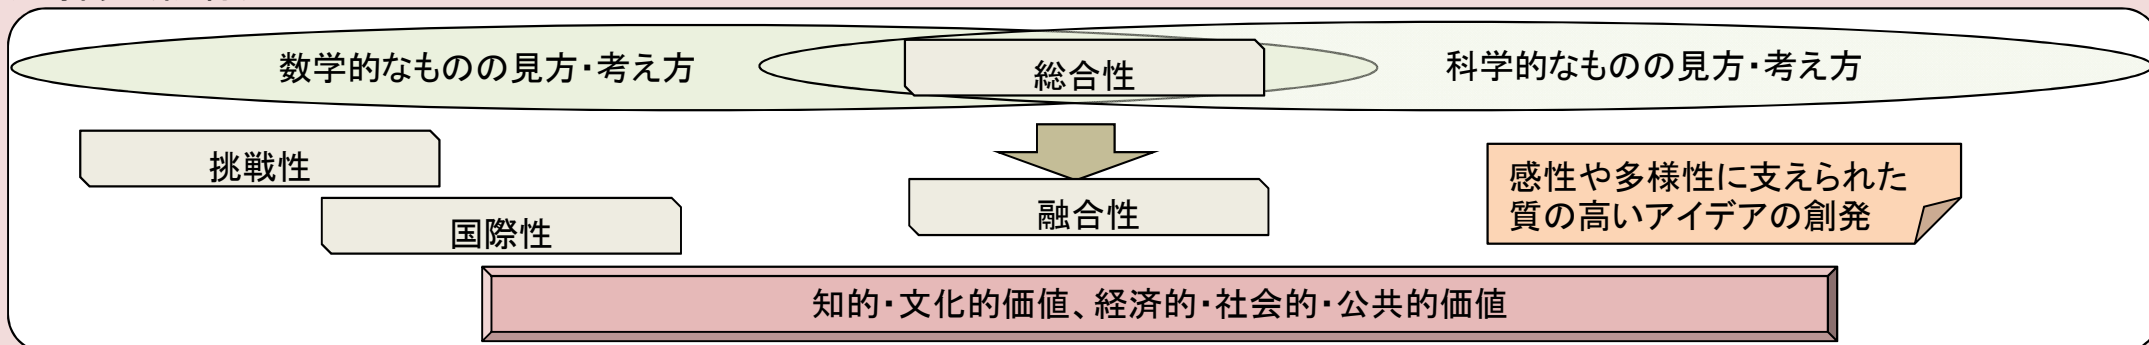 数学的なものの見方・考え方
総合性
科学的なものの見方・考え方
挑戦性
国際性
融合性
感性や多様性に支えられた
質の高いアイデアの創発
知的・文化的価値、経済的・社会的・公共的価値